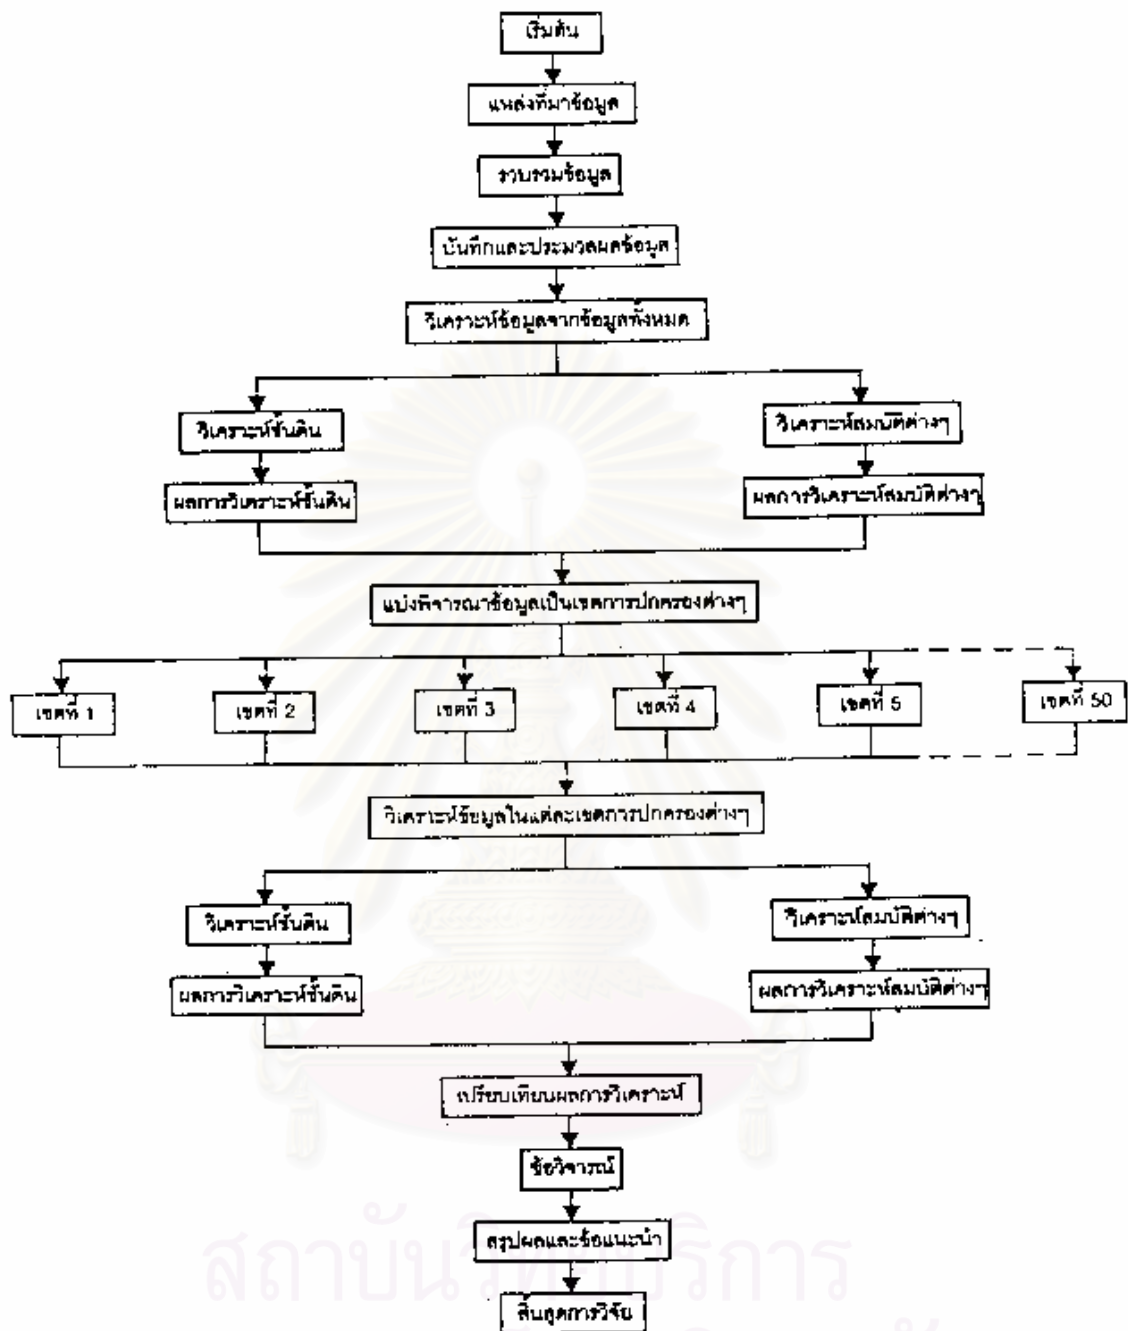 เริ่มต้น
แหล่งที่มาข้อมูล
รวบรวมข้อมูล
บันทึกและประมวลผลข้อมูล
วิเคราะห์ข้อมูลจากข้อมูลทั้งหมด
วิเคราะห์ชั้นดิน
วิเคราะห์สมบัติต่างๆ
ผลการวิเคราะห์ชั้นดิน
ผลการวิเคราะห์สมบัติต่างๆ
แบ่งพิจารณาข้อมูลเป็นเขตการปกครองต่างๆ
เขตที่ 1
เขตที่ 2
เขตที่ 3
เขตที่ 4
เขตที่ 5
เขตที่ 50
วิเคราะห์ข้อมูลในแต่ละเขตการปกครองต่างๆ
วิเคราะห์ชั้นดิน
วิเคราะห์สมบัติต่างๆ
ผลการวิเคราะห์ชั้นดิน
ผลการวิเคราะห์สมบัติต่างๆ
เปรียบเทียบผลการวิเคราะห์
ข้อวิจารณ์
สรุปผลและข้อแนะนำ
สถาบันวิทยบริการ
สิ้นสุดการวิจัย